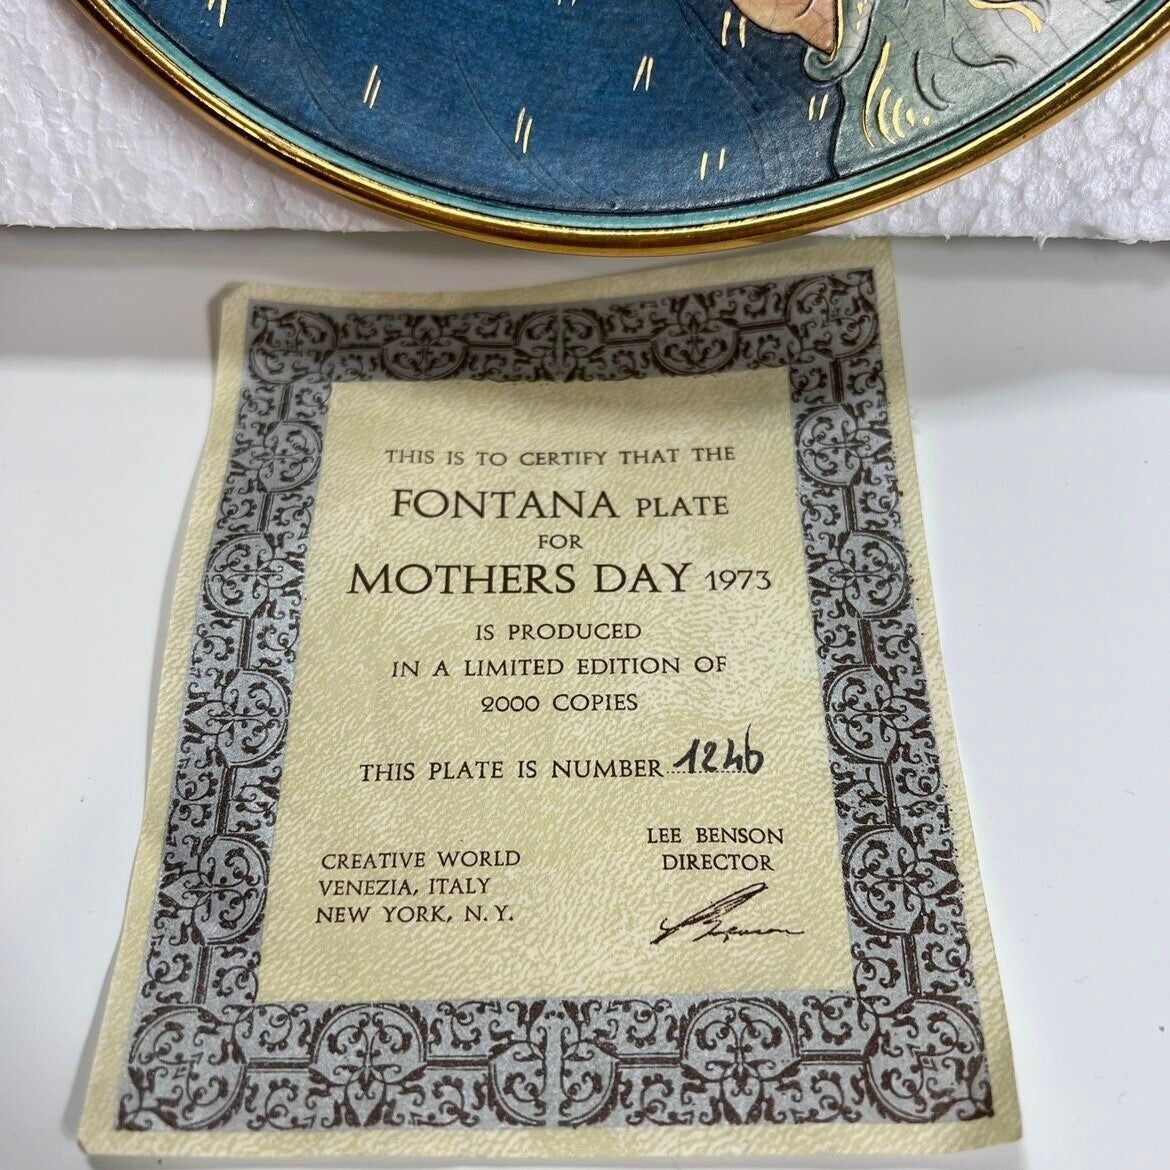 THIS IS TO CERTIFY THAT THE
FONTANA PLATE
FOR
MOTHERS DAY 1973
IS PRODUCED
IN A LIMITED EDITION OF
2000 COPIES
THIS PLATE IS NUMBER 1246
LEE BENSON
DIRECTOR
CREATIVE WORLD
VENEZIA, ITALY
NEW YORK, N.Y.